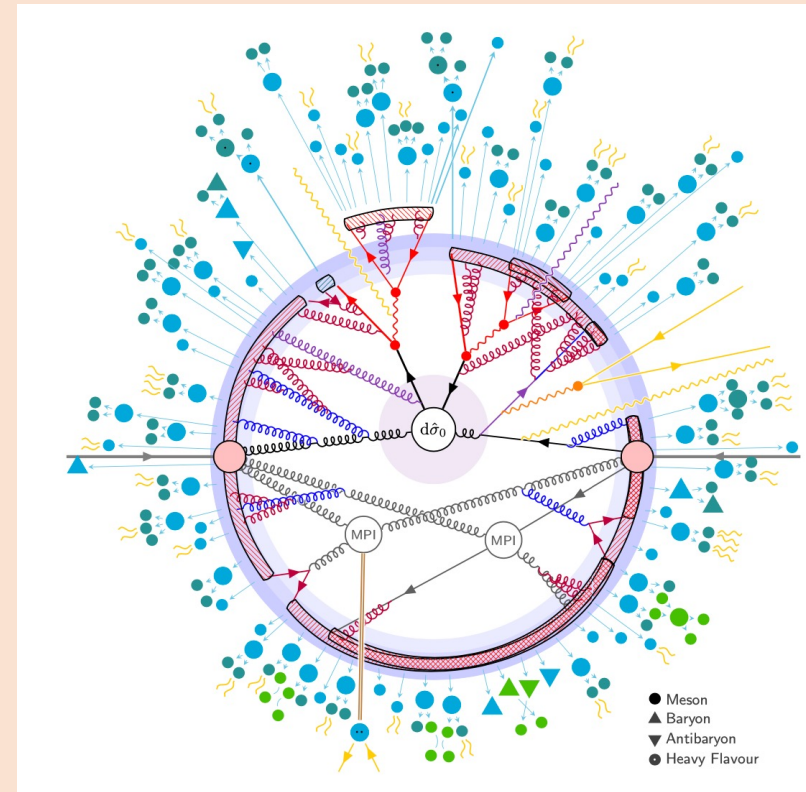 dσ̂₀
MPI
MPI
Meson
Baryon
Antibaryon
Heavy Flavour